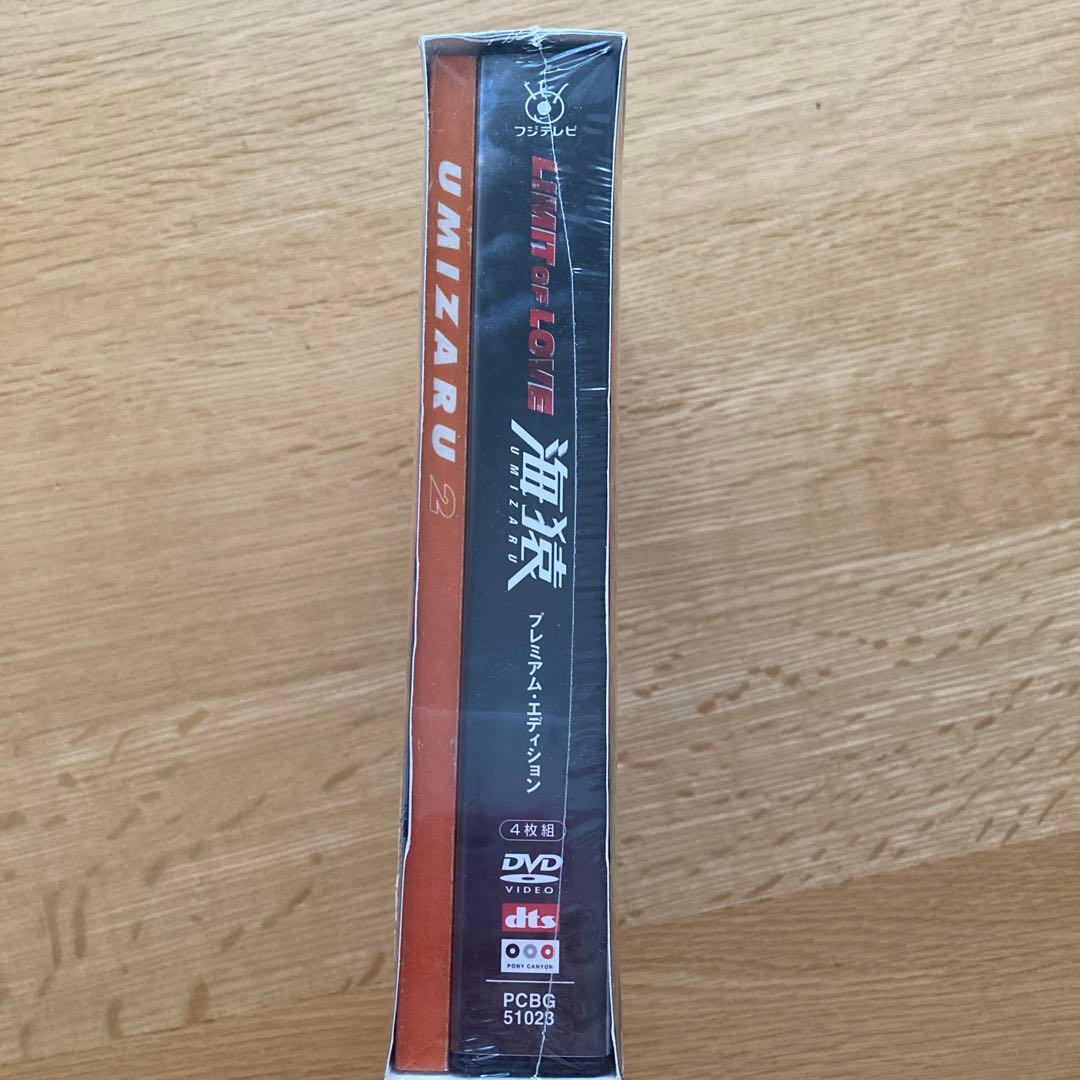 UMIZARU 2
フジテレビ
LIMIT OF LOVE
海猿
UMIZARU
プレミアム・エディション
4枚組
DVD
VIDEO
dts
PONY CANYON
PCBG
51023